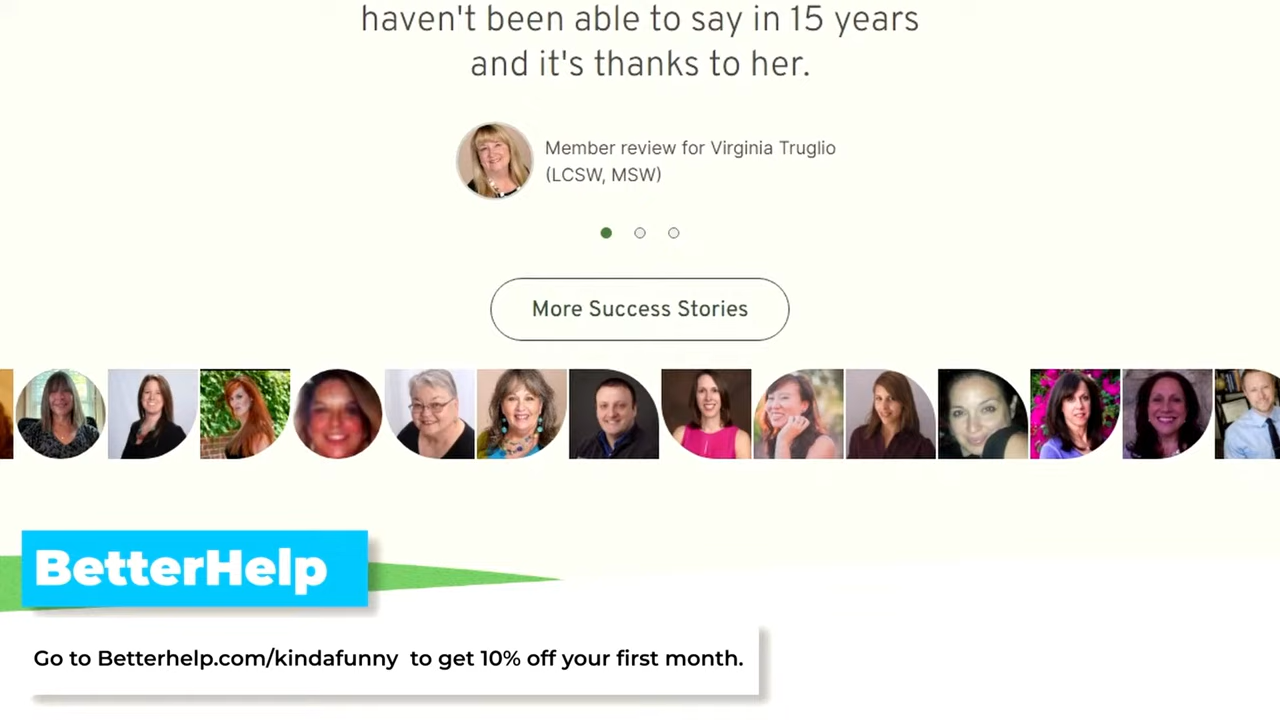 haven't been able to say in 15 years
and it's thanks to her.
Member review for Virginia Truglio
(LCSW, MSW)
More Success Stories
BetterHelp
Go to Betterhelp.com/kindafunny to get 10% off your first month.